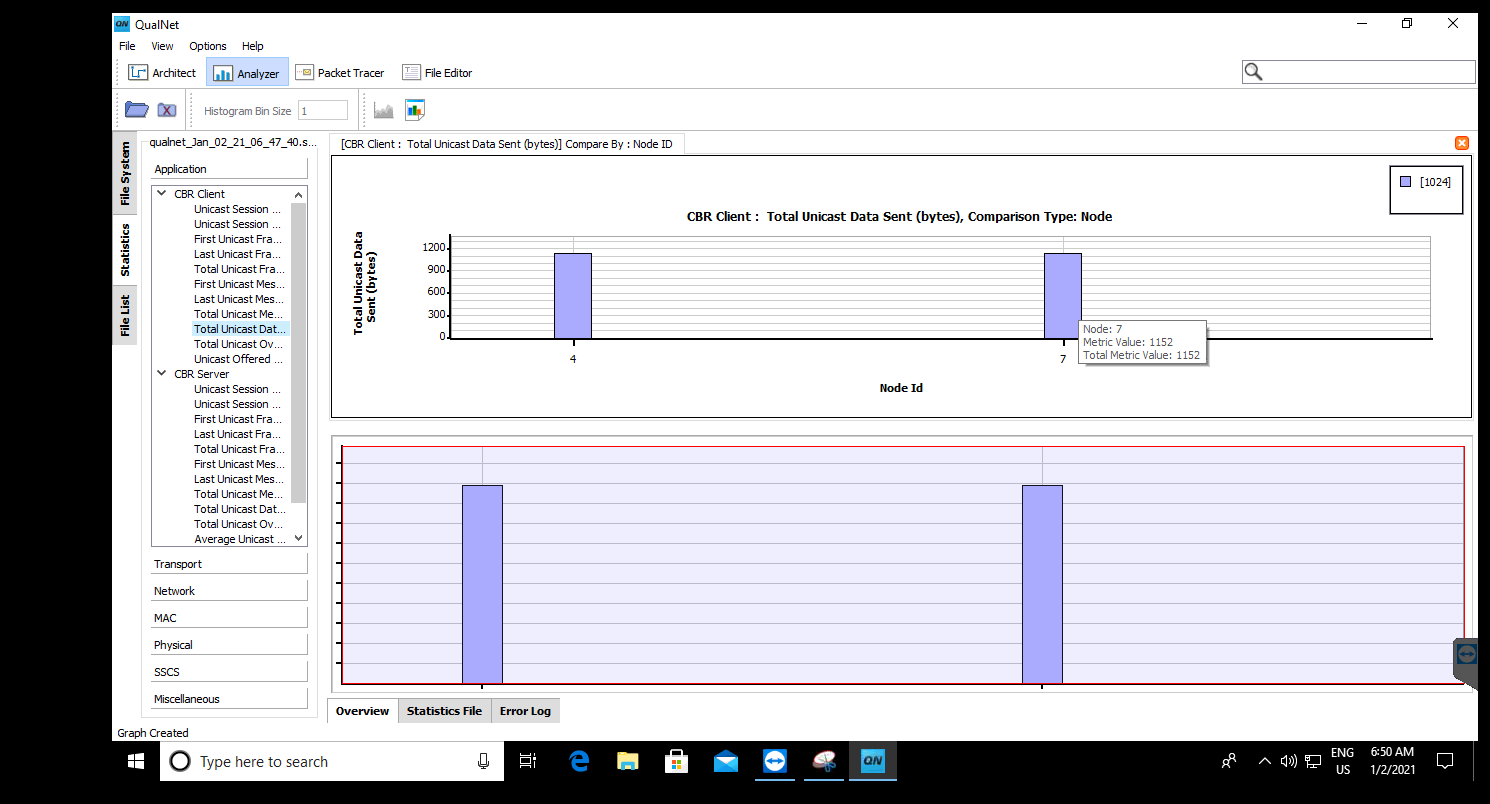 QN QualNet
File View Options Help
Architect Analyzer Packet Tracer File Editor
Histogram Bin Size 1
File System
Statistics
File List
qualnet_Jan_02_21_06_47_40.s...
Application
CBR Client
Unicast Session ...
Unicast Session ...
First Unicast Fra...
Last Unicast Fra...
Total Unicast Fra...
First Unicast Mes...
Last Unicast Mes...
Total Unicast Me...
Total Unicast Dat...
Total Unicast Ov...
Unicast Offered ...
CBR Server
Unicast Session ...
Unicast Session ...
First Unicast Fra...
Last Unicast Fra...
Total Unicast Fra...
First Unicast Mes...
Last Unicast Mes...
Total Unicast Me...
Total Unicast Dat...
Total Unicast Ov...
Average Unicast ...
Transport
Network
MAC
Physical
SSCS
Miscellaneous
[CBR Client : Total Unicast Data Sent (bytes)] Compare By : Node ID
[1024]
CBR Client : Total Unicast Data Sent (bytes), Comparison Type: Node
Total Unicast Data
Sent (bytes)
1200
900
600
300
0
4 7
Node: 7
Metric Value: 1152
Total Metric Value: 1152
Node Id
Overview Statistics File Error Log
Graph Created
Type here to search
QN
ENG
US
6:50 AM
1/2/2021